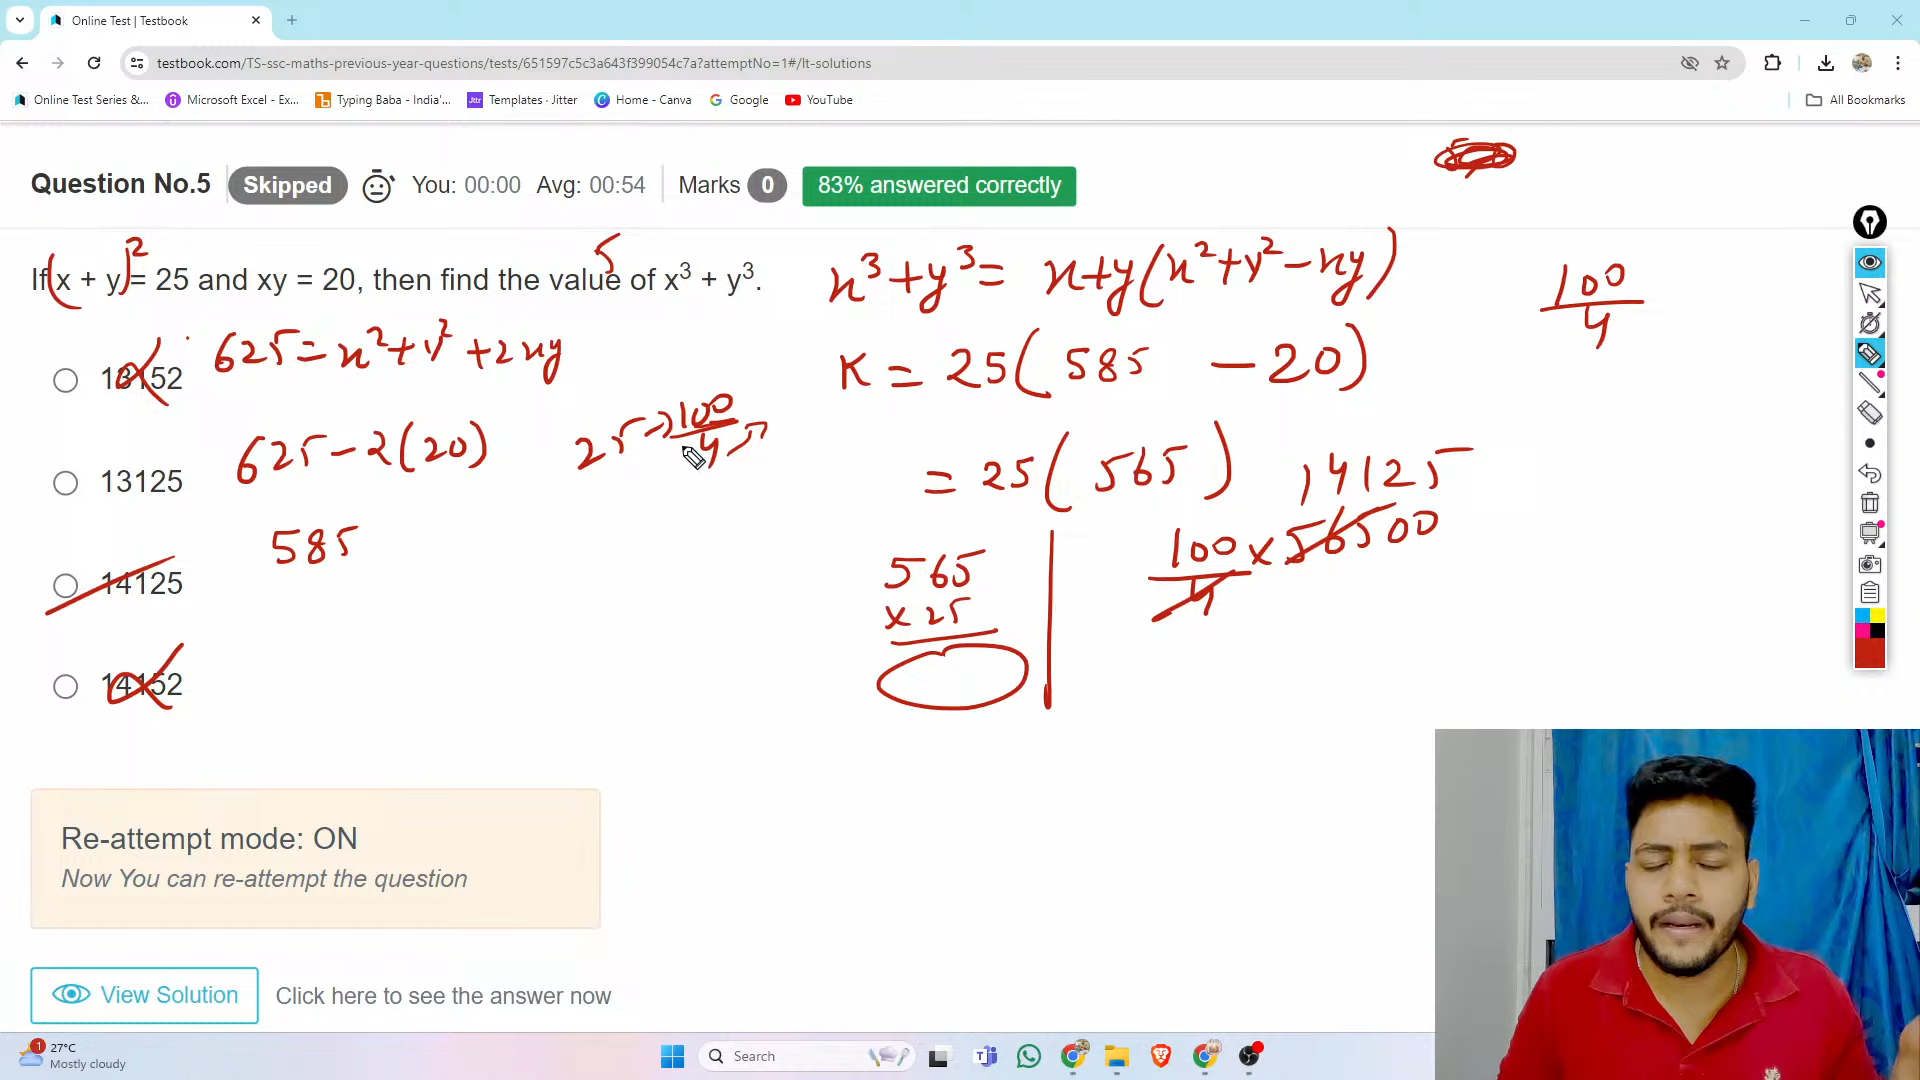 Online Test | Testbook
testbook.com/TS-ssc-maths-previous-year-questions/tests/651597c5c3a643f399054c7a?attemptNo=1#/lt-solutions
Online Test Series &... Microsoft Excel - Ex... Typing Baba - India'... Jttr Templates · Jitter Home - Canva Google YouTube All Bookmarks
Question No.5 Skipped You: 00:00 Avg: 00:54 Marks 0 83% answered correctly
2 5
If (x + y) = 25 and xy = 20, then find the value of x³ + y³.
x³+y³= x+y(x²+y²-xy)
100
4
13152
625=x²+y²+2xy
K = 25(585 - 20)
625-2(20)
25→100
4
13125
= 25(565)
14125
585
100 x 56500
4
14125
565
x 25
14152
Re-attempt mode: ON
Now You can re-attempt the question
View Solution Click here to see the answer now
1 27°C
Mostly cloudy
Search